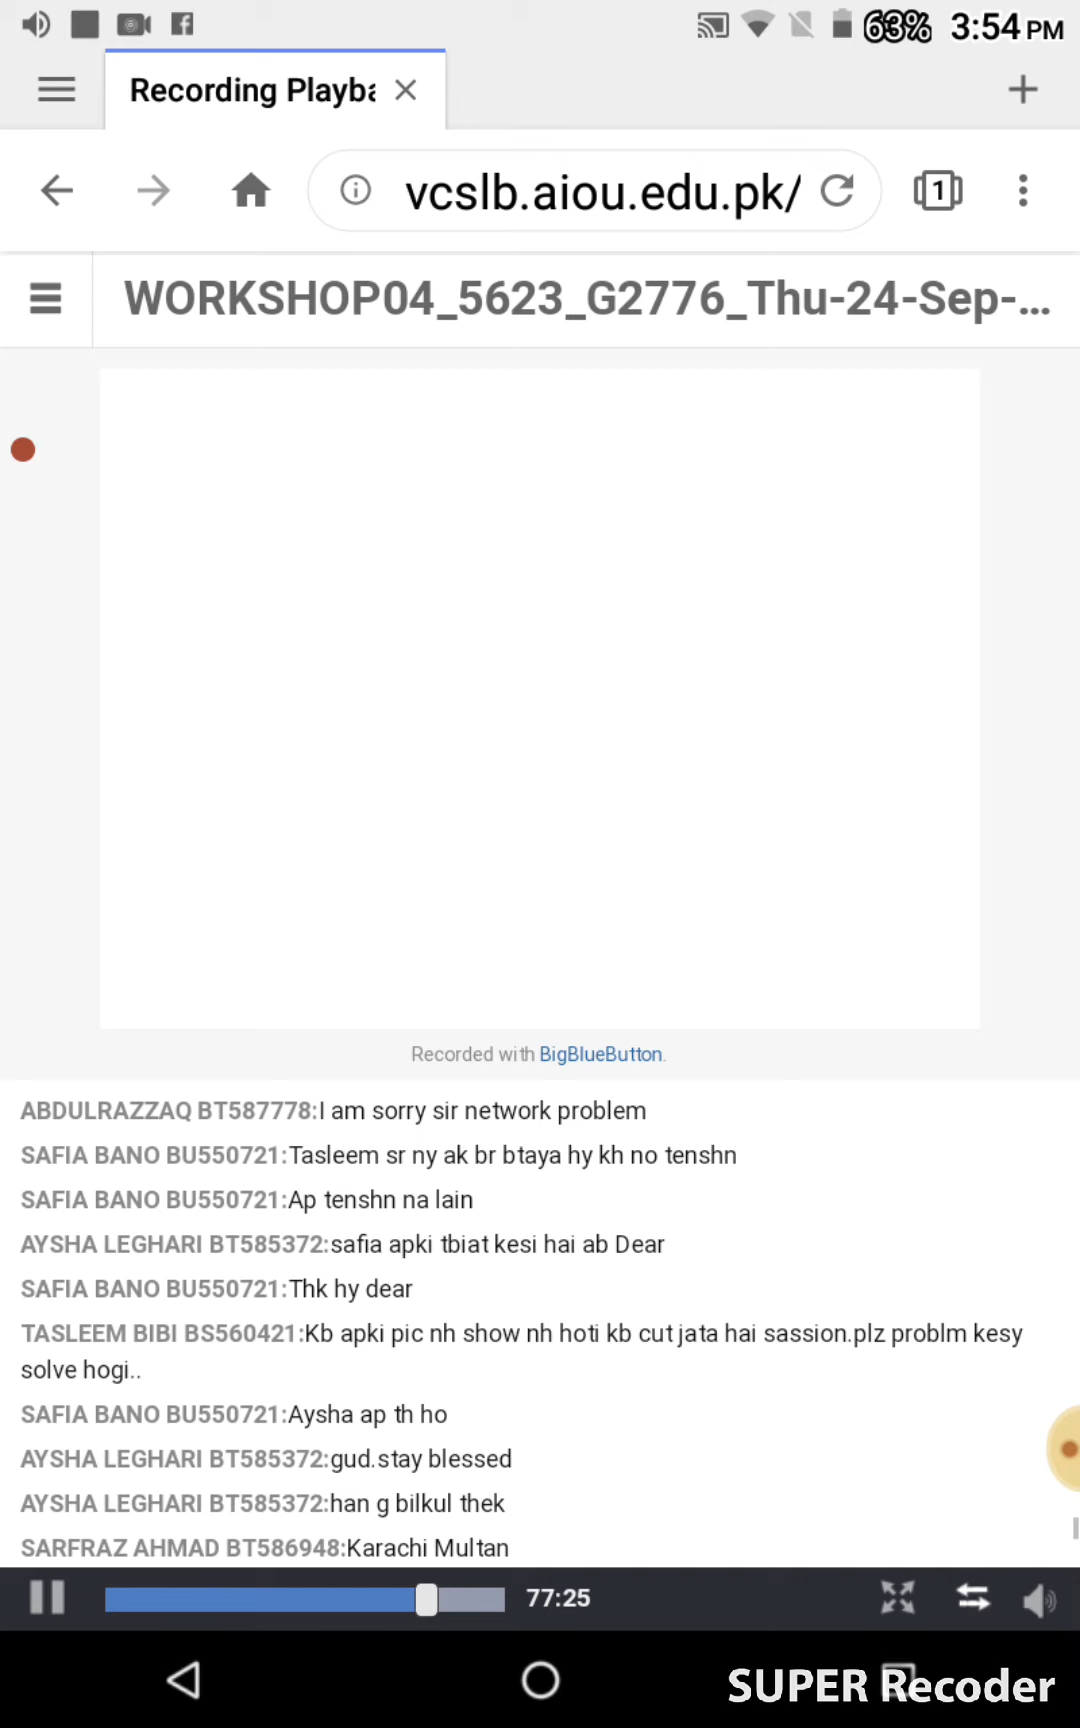 63% 3:54 PM
Recording Playba
vcslb.aiou.edu.pk/ 1
WORKSHOP04_5623_G2776_Thu-24-Sep-...
Recorded with BigBlueButton.
ABDULRAZZAQ BT587778:I am sorry sir network problem
SAFIA BANO BU550721:Tasleem sr ny ak br btaya hy kh no tenshn
SAFIA BANO BU550721:Ap tenshn na lain
AYSHA LEGHARI BT585372:safia apki tbiat kesi hai ab Dear
SAFIA BANO BU550721:Thk hy dear
TASLEEM BIBI BS560421:Kb apki pic nh show nh hoti kb cut jata hai sassion.plz problm kesy
solve hogi..
SAFIA BANO BU550721:Aysha ap th ho
AYSHA LEGHARI BT585372:gud.stay blessed
AYSHA LEGHARI BT585372:han g bilkul thek
SARFRAZ AHMAD BT586948:Karachi Multan
77:25
SUPER Recoder